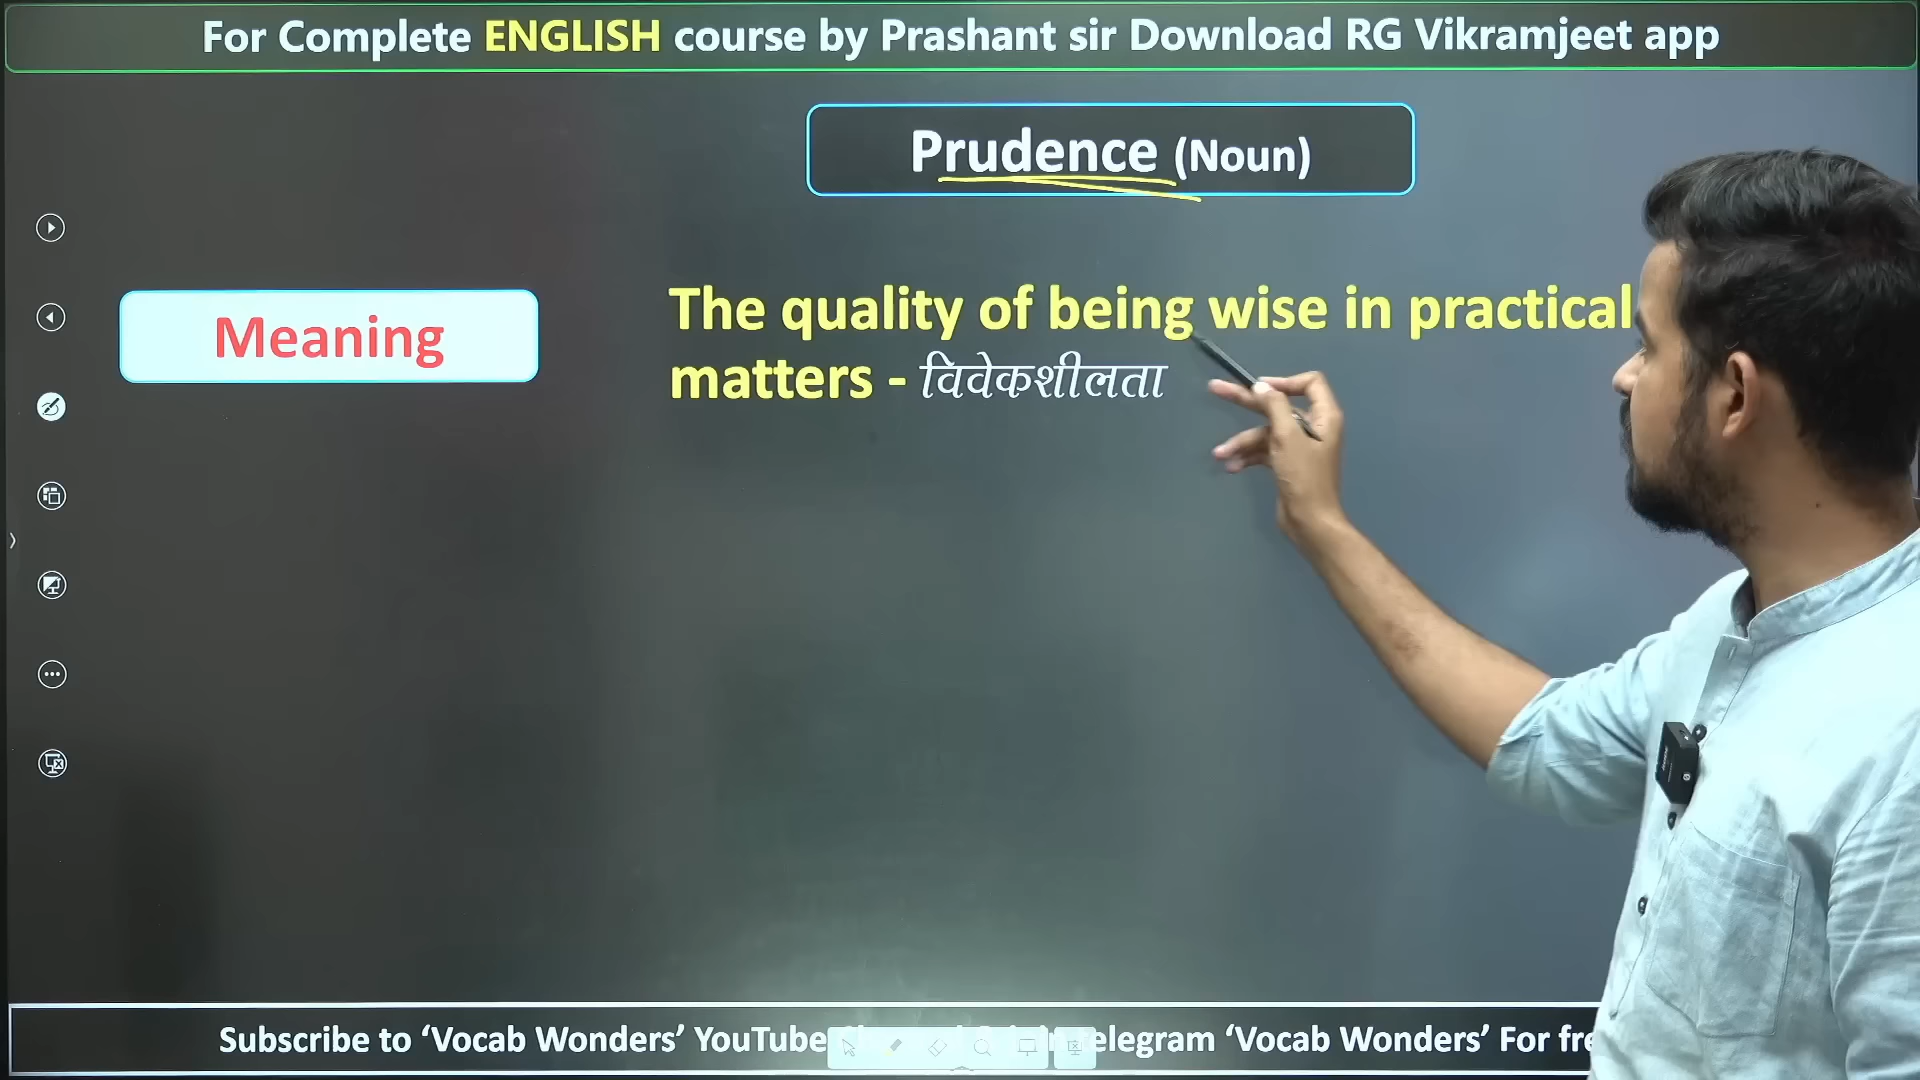 For Complete ENGLISH course by Prashant sir Download RG Vikramjeet app
Prudence (Noun)
Meaning
The quality of being wise in practical
matters - विवेकशीलता
Subscribe to ‘Vocab Wonders’ YouTube elegram ‘Vocab Wonders’ For fre